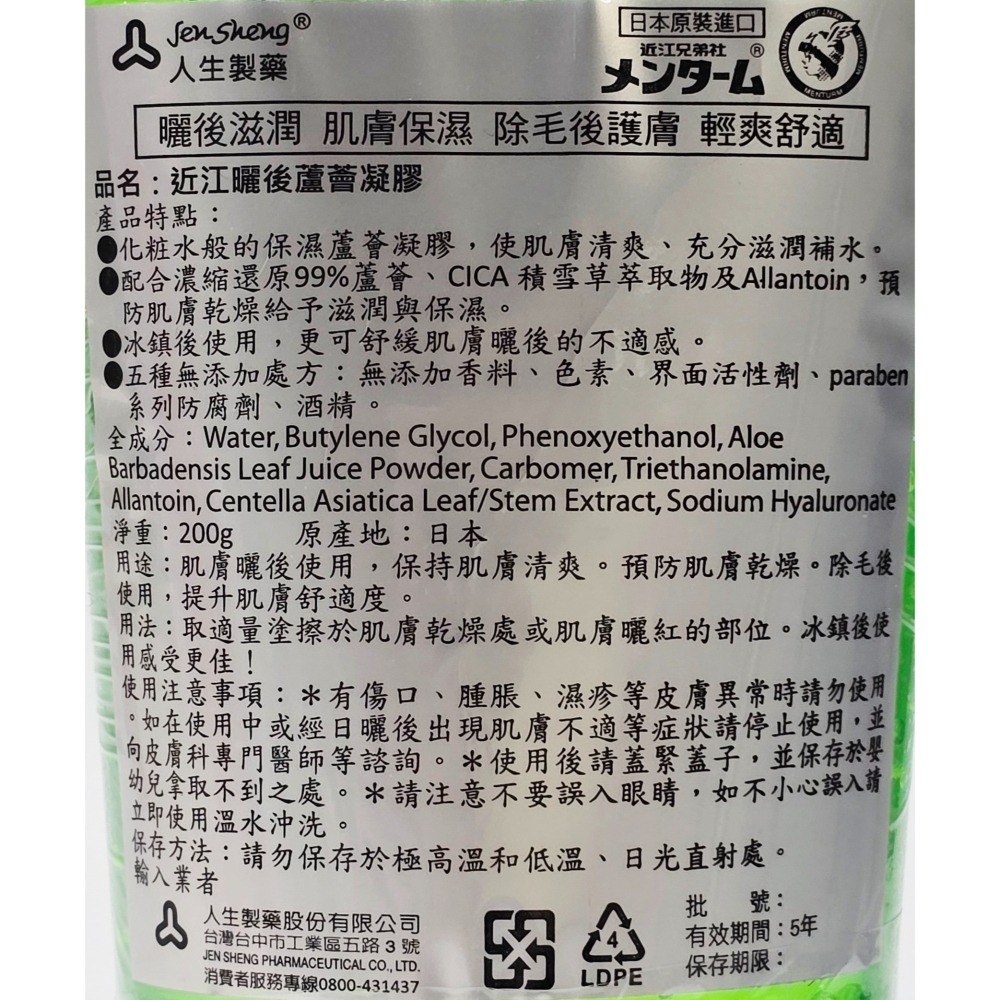 Jen Sheng®
人生製藥
日本原裝進口
近江兄弟社 ®
メンターム
MENTURM
曬後滋潤 肌膚保濕 除毛後護膚 輕爽舒適
品名：近江曬後蘆薈凝膠
產品特點：
●化粧水般的保濕蘆薈凝膠，使肌膚清爽、充分滋潤補水。
●配合濃縮還原99%蘆薈、CICA 積雪草萃取物及Allantoin，預
防肌膚乾燥給予滋潤與保濕。
●冰鎮後使用，更可舒緩肌膚曬後的不適感。
●五種無添加處方：無添加香料、色素、界面活性劑、paraben
系列防腐劑、酒精。
全成分：Water, Butylene Glycol, Phenoxyethanol, Aloe
Barbadensis Leaf Juice Powder, Carbomer, Triethanolamine,
Allantoin, Centella Asiatica Leaf/Stem Extract, Sodium Hyaluronate
淨重：200g 原產地：日本
用途：肌膚曬後使用，保持肌膚清爽。預防肌膚乾燥。除毛後
使用，提升肌膚舒適度。
用法：取適量塗擦於肌膚乾燥處或肌膚曬紅的部位。冰鎮後使
用感受更佳！
使用注意事項：＊有傷口、腫脹、濕疹等皮膚異常時請勿使用
。如在使用中或經日曬後出現肌膚不適等症狀請停止使用，並
向皮膚科專門醫師等諮詢。＊使用後請蓋緊蓋子，並保存於嬰
幼兒拿取不到之處。＊請注意不要誤入眼睛，如不小心誤入請
立即使用溫水沖洗。
保存方法：請勿保存於極高溫和低溫、日光直射處。
輸入業者
人生製藥股份有限公司
台灣台中市工業區五路 3 號
JEN SHENG PHARMACEUTICAL CO., LTD.
消費者服務專線0800-431437
4
LDPE
批 號：
有效期間：5年
保存期限：